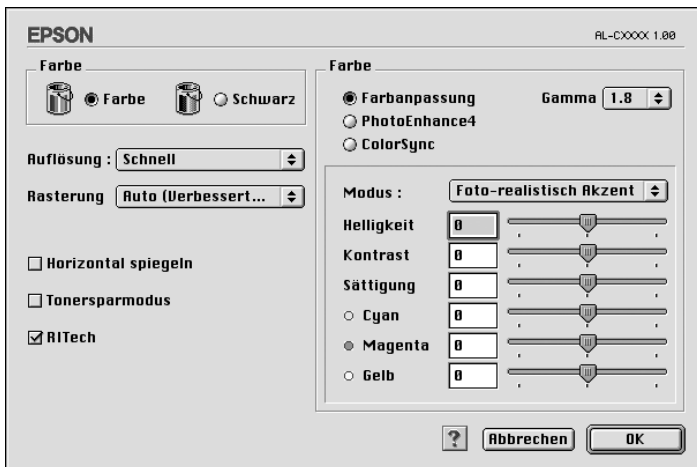 EPSON
AL-CXXXX 1.00
Farbe
Farbe
Schwarz
Auflösung : Schnell
Rasterung Auto (Verbessert...
Horizontal spiegeln
Tonersparmodus
RITech
Farbe
Farbanpassung
Gamma 1.8
PhotoEnhance4
ColorSync
Modus : Foto-realistisch Akzent
Helligkeit 0
Kontrast 0
Sättigung 0
Cyan 0
Magenta 0
Gelb 0
? Abbrechen OK